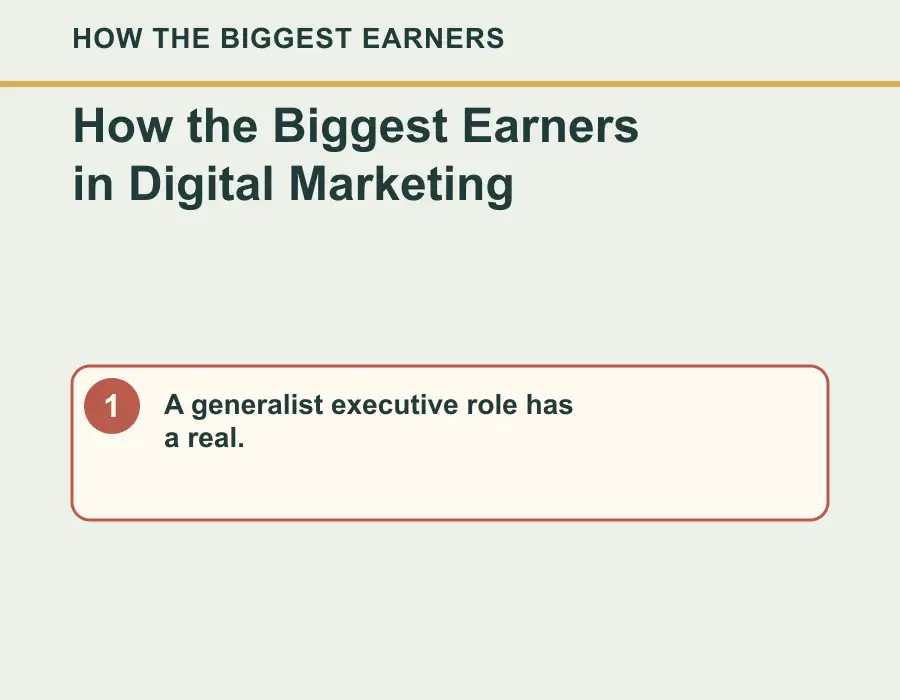 HOW THE BIGGEST EARNERS
How the Biggest Earners
in Digital Marketing
1
A generalist executive role has
a real.